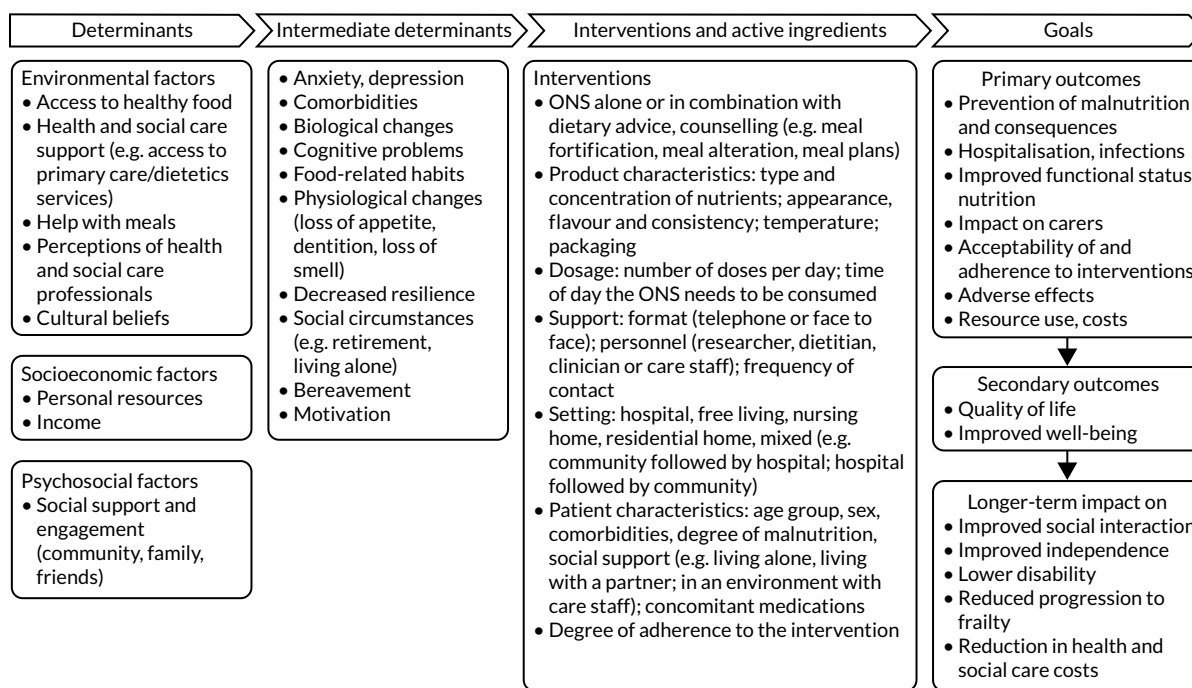 Determinants
Intermediate determinants
Interventions and active ingredients
Goals
Environmental factors
• Access to healthy food
• Health and social care
support (e.g. access to
primary care/dietetics
services)
• Help with meals
• Perceptions of health
and social care
professionals
• Cultural beliefs
Socioeconomic factors
• Personal resources
• Income
Psychosocial factors
• Social support and
engagement
(community, family,
friends)
• Anxiety, depression
• Comorbidities
• Biological changes
• Cognitive problems
• Food-related habits
• Physiological changes
(loss of appetite,
dentition, loss of
smell)
• Decreased resilience
• Social circumstances
(e.g. retirement,
living alone)
• Bereavement
• Motivation
Interventions
• ONS alone or in combination with
dietary advice, counselling (e.g. meal
fortification, meal alteration, meal plans)
• Product characteristics: type and
concentration of nutrients; appearance,
flavour and consistency; temperature;
packaging
• Dosage: number of doses per day; time
of day the ONS needs to be consumed
• Support: format (telephone or face to
face); personnel (researcher, dietitian,
clinician or care staff); frequency of
contact
• Setting: hospital, free living, nursing
home, residential home, mixed (e.g.
community followed by hospital; hospital
followed by community)
• Patient characteristics: age group, sex,
comorbidities, degree of malnutrition,
social support (e.g. living alone, living
with a partner; in an environment with
care staff); concomitant medications
• Degree of adherence to the intervention
Primary outcomes
• Prevention of malnutrition
and consequences
• Hospitalisation, infections
• Improved functional status
nutrition
• Impact on carers
• Acceptability of and
adherence to interventions
• Adverse effects
• Resource use, costs
Secondary outcomes
• Quality of life
• Improved well-being
Longer-term impact on
• Improved social interaction
• Improved independence
• Lower disability
• Reduced progression to
frailty
• Reduction in health and
social care costs